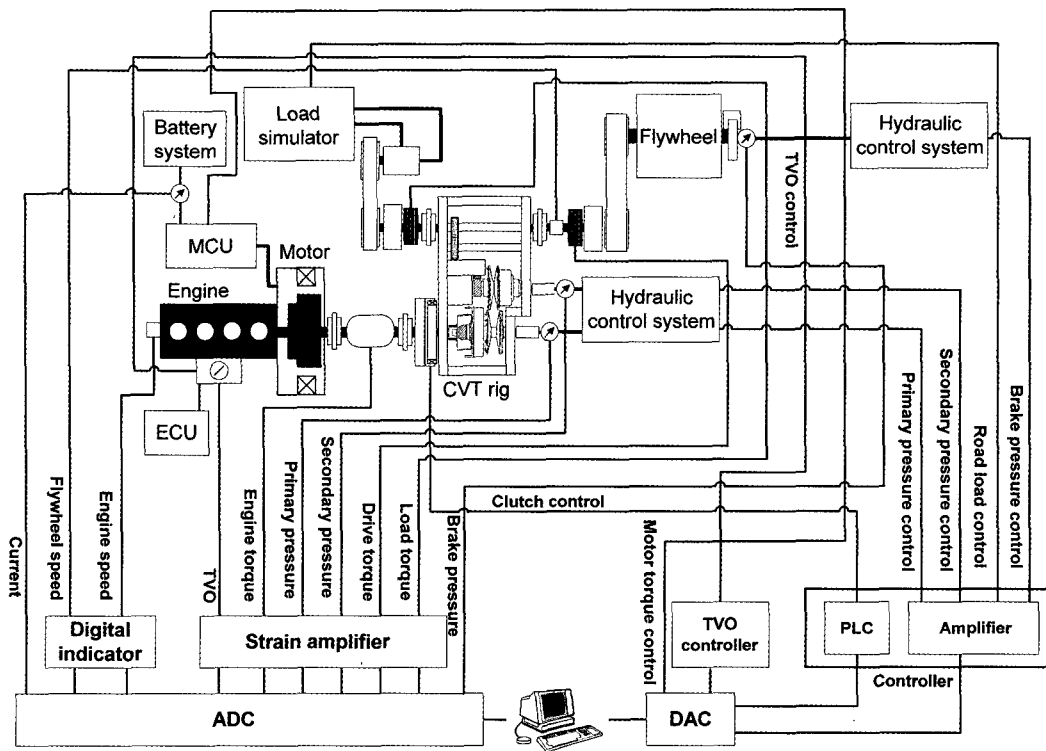 Battery
system
Load
simulator
Flywheel
Hydraulic
control system
TVO control
MCU
Motor
Engine
Hydraulic
control system
CVT rig
ECU
Current
Flywheel speed
Engine speed
TVO
Engine torque
Primary pressure
Secondary pressure
Drive torque
Load torque
Brake pressure
Clutch control
Motor torque control
Primary pressure control
Secondary pressure control
Road load control
Brake pressure control
Digital
indicator
Strain amplifier
TVO
controller
PLC
Amplifier
Controller
ADC
DAC